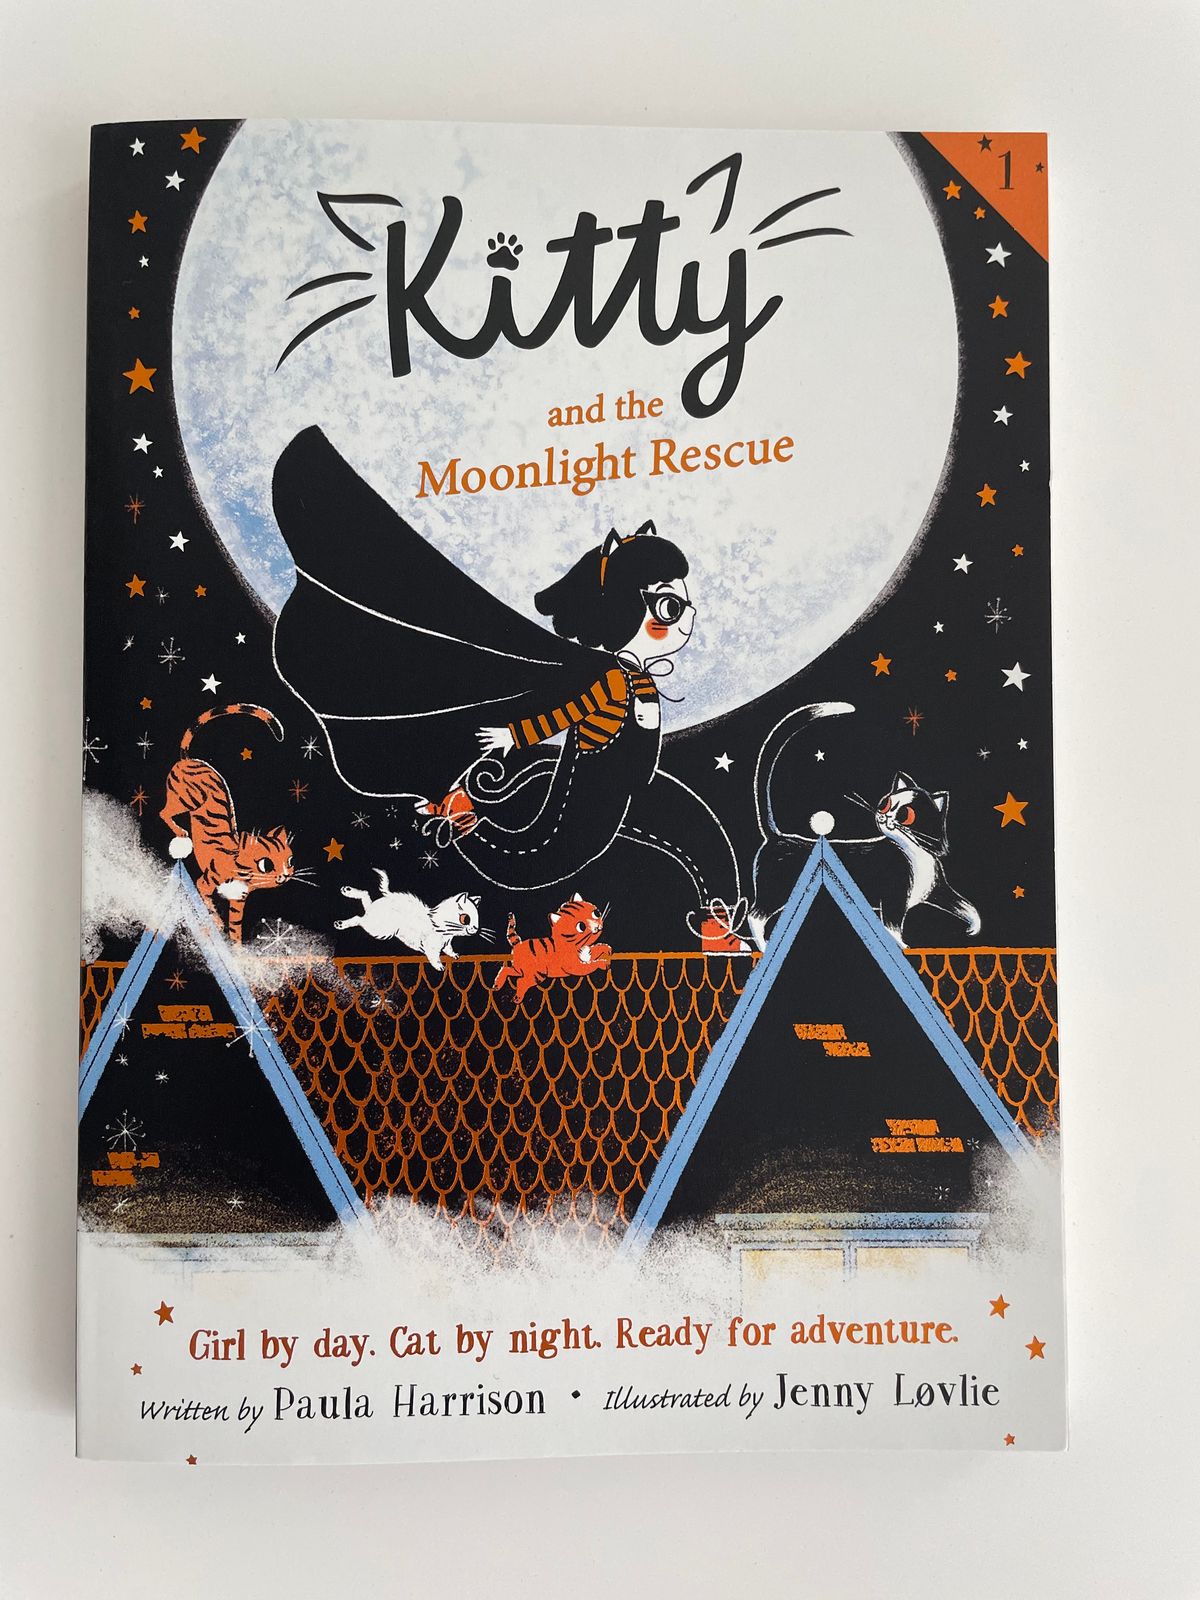 1
Kitty
and the
Moonlight Rescue
Girl by day. Cat by night. Ready for adventure.
Written by Paula Harrison • Illustrated by Jenny Løvlie